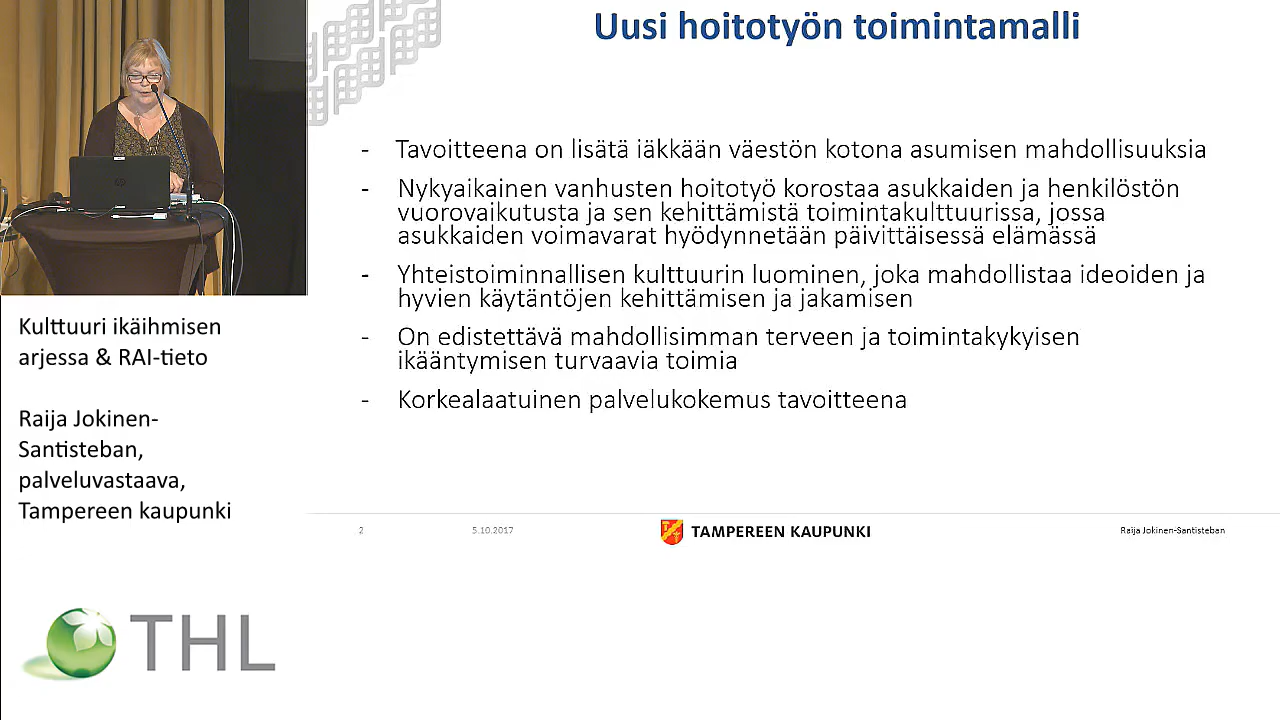 Uusi hoitotyön toimintamalli
- Tavoitteena on lisätä iäkkään väestön kotona asumisen mahdollisuuksia
- Nykyaikainen vanhusten hoitotyö korostaa asukkaiden ja henkilöstön
vuorovaikutusta ja sen kehittämistä toimintakulttuurissa, jossa
asukkaiden voimavarat hyödynnetään päivittäisessä elämässä
- Yhteistoiminnallisen kulttuurin luominen, joka mahdollistaa ideoiden ja
hyvien käytäntöjen kehittämisen ja jakamisen
- On edistettävä mahdollisimman terveen ja toimintakykyisen
ikääntymisen turvaavia toimia
- Korkealaatuinen palvelukokemus tavoitteena
2
5.10.2017
TAMPEREEN KAUPUNKI
Raija Jokinen-Santisteban
Kulttuuri ikäihmisen
arjessa & RAI-tieto
Raija Jokinen-
Santisteban,
palveluvastaava,
Tampereen kaupunki
THL